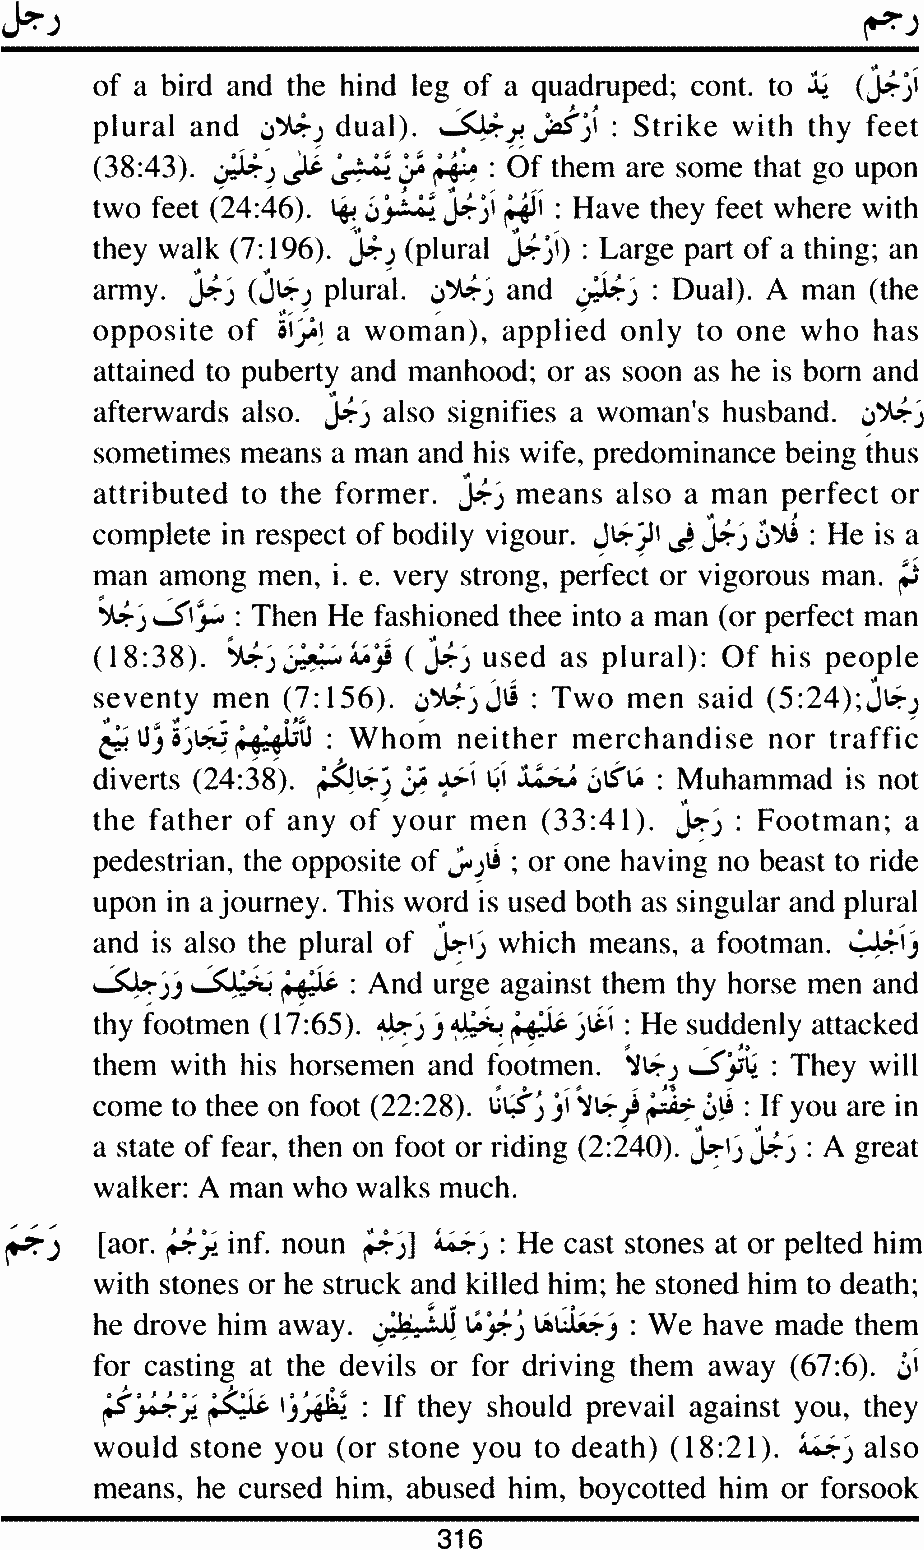 رجل رجم
of a bird and the hind leg of a quadruped; cont. to يَدٌ (اَرْجُلٌ
plural and رِجْلَانِ dual). اُرْكُضْ بِرِجْلِکَ : Strike with thy feet
(38:43). مِنْهُمْ مَّنْ يَّمْشِىْ عَلٰى رِجْلَيْنِ : Of them are some that go upon
two feet (24:46). اَلَهُمْ اَرْجُلٌ يَّمْشُوْنَ بِهَا : Have they feet where with
they walk (7:196). رِجْلٌ (plural اَرْجُلٌ) : Large part of a thing; an
army. رَجُلٌ (رِجَالٌ plural. رَجُلَانِ and رَجُلَيْنِ : Dual). A man (the
opposite of اِمْرَاَةٌ a woman), applied only to one who has
attained to puberty and manhood; or as soon as he is born and
afterwards also. رَجُلٌ also signifies a woman's husband. رَجُلَانِ
sometimes means a man and his wife, predominance being thus
attributed to the former. رَجُلٌ means also a man perfect or
complete in respect of bodily vigour. فُلَانٌ رَجُلٌ فِى الرِّجَالِ : He is a
man among men, i. e. very strong, perfect or vigorous man. ثُمَّ
سَوَّاکَ رَجُلاً : Then He fashioned thee into a man (or perfect man
(18:38). قَوْمَهٗ سَبْعِيْنَ رَجُلاً ( رَجُلٌ used as plural): Of his people
seventy men (7:156). قَالَ رَجُلَانِ : Two men said (5:24);رِجَالٌ
لَّاتُلْهِيْهِمْ تِجَارَةٌ وَّلَا بَيْعٌ : Whom neither merchandise nor traffic
diverts (24:38). مَاكَانَ مُحَمَّدٌ اَبَا اَحَدٍ مِّنْ رِّجَالِكُمْ : Muhammad is not
the father of any of your men (33:41). رَجِلٌ : Footman; a
pedestrian, the opposite of فَارِسٌ ; or one having no beast to ride
upon in a journey. This word is used both as singular and plural
and is also the plural of رَاجِلٌ which means, a footman. وَاَجْلِبْ
عَلَيْهِمْ بِخَيْلِکَ وَرَجِلِکَ : And urge against them thy horse men and
thy footmen (17:65). اَغَارَ عَلَيْهِمْ بِخَيْلِهٖ وَ رَجِلِهٖ : He suddenly attacked
them with his horsemen and footmen. يَاْتُوْکَ رِجَالاً : They will
come to thee on foot (22:28). فَاِنْ خِفْتُمْ فَرِجَالاً اَوْ رُكْبَانًا : If you are in
a state of fear, then on foot or riding (2:240). رَجُلٌ رَاجِلٌ : A great
walker: A man who walks much.
رَجَمَ [aor. يَرْجُمُ inf. noun رَجْمٌ] رَجَمَهٗ : He cast stones at or pelted him
with stones or he struck and killed him; he stoned him to death;
he drove him away. وَجَعَلْنٰهَا رُجُوْمًا لِّلشَّيٰطِيْنِ : We have made them
for casting at the devils or for driving them away (67:6). اَنْ
يَّظْهَرُوْا عَلَيْكُمْ يَرْجُمُوْكُمْ : If they should prevail against you, they
would stone you (or stone you to death) (18:21). رَجَمَهٗ also
means, he cursed him, abused him, boycotted him or forsook
316